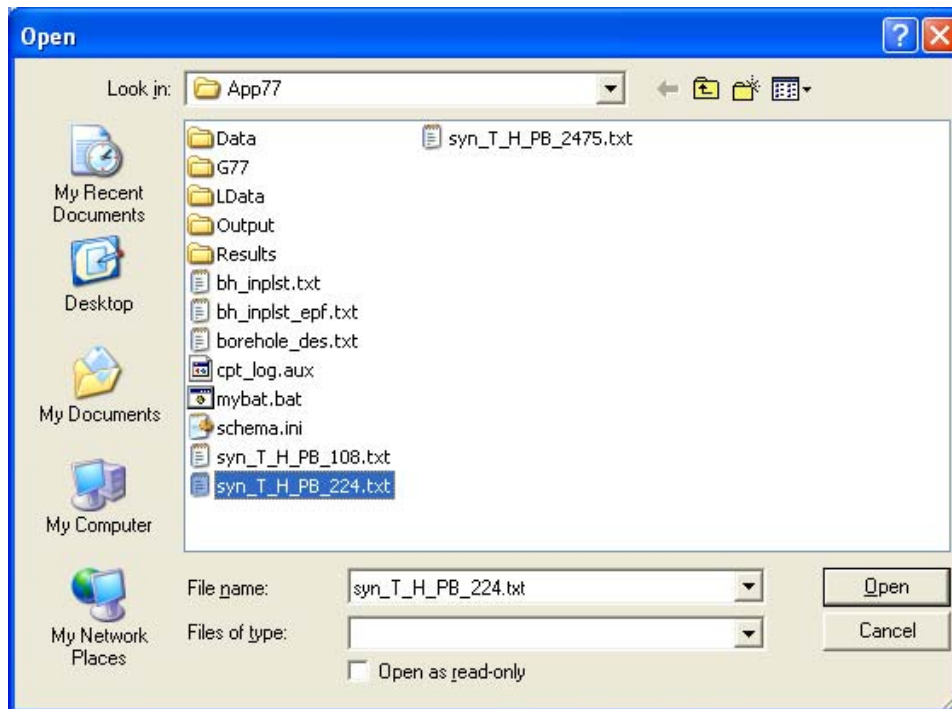 Open
Look in:
App77
My Recent
Documents
Desktop
My Documents
My Computer
My Network
Places
Data
G77
LData
Output
Results
bh_inplst.txt
bh_inplst_epf.txt
borehole_des.txt
cpt_log.aux
mybat.bat
schema.ini
syn_T_H_PB_108.txt
syn_T_H_PB_224.txt
syn_T_H_PB_2475.txt
File name:
syn_T_H_PB_224.txt
Open
Files of type:
Cancel
Open as read-only